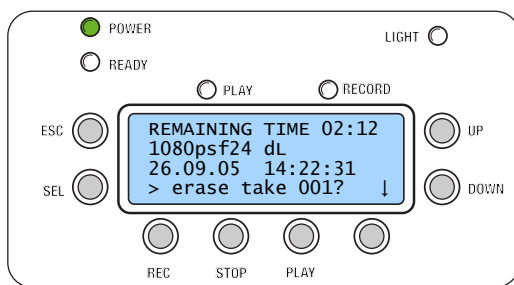 POWER
LIGHT
READY
PLAY
RECORD
ESC
REMAINING TIME 02:12
UP
1080psf24 dL
26.09.05 14:22:31
SEL
> erase take 001? ↓
DOWN
REC
STOP
PLAY